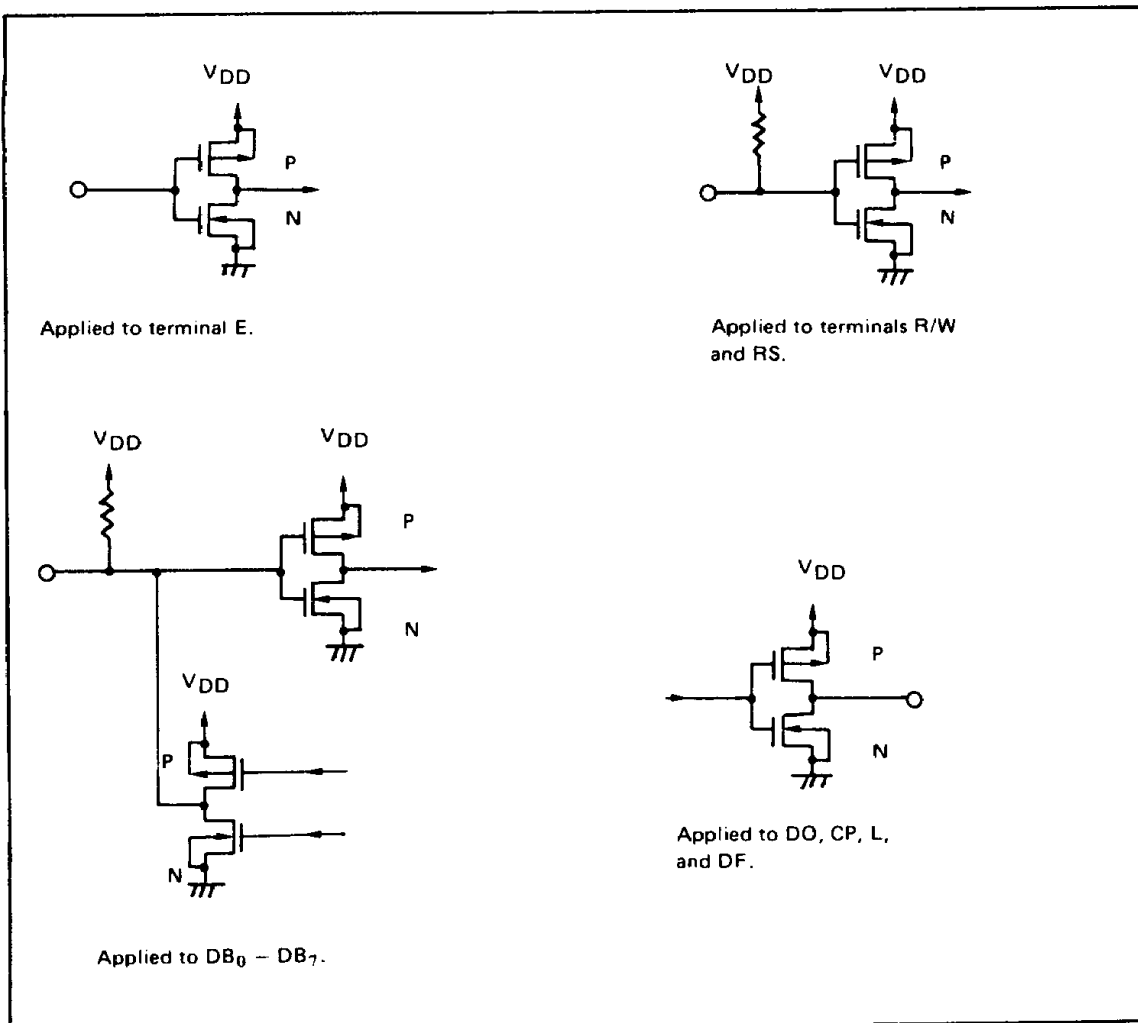 VDD
P
N
Applied to terminal E.
VDD
VDD
P
N
Applied to terminals R/W
and RS.
VDD
VDD
P
N
VDD
P
N
Applied to DB₀ – DB₇.
VDD
P
N
Applied to DO, CP, L,
and DF.